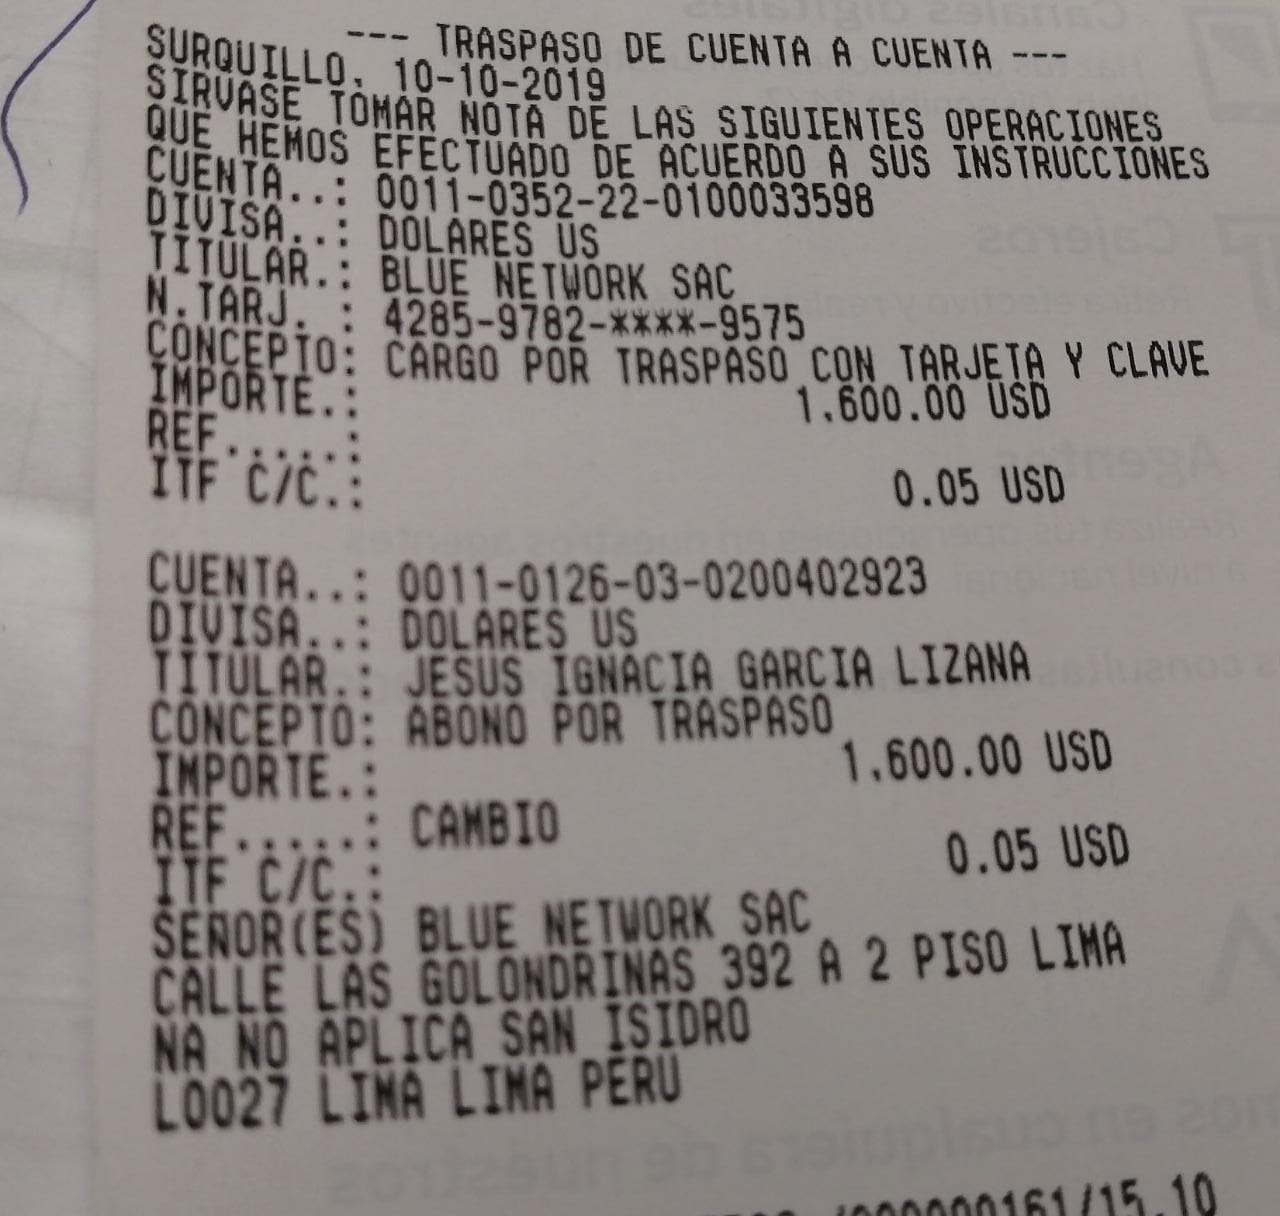 --- TRASPASO DE CUENTA A CUENTA ---
SURQUILLO, 10-10-2019
SIRVASE TOMAR NOTA DE LAS SIGUIENTES OPERACIONES
QUE HEMOS EFECTUADO DE ACUERDO A SUS INSTRUCCIONES
CUENTA..: 0011-0352-22-0100033598
DIVISA..: DOLARES US
TITULAR.: BLUE NETWORK SAC
N.TARJ. : 4285-9782-****-9575
CONCEPTO: CARGO POR TRASPASO CON TARJETA Y CLAVE
IMPORTE.: 1,600.00 USD
REF.....:
ITF C/C.: 0.05 USD
CUENTA..: 0011-0126-03-0200402923
DIVISA..: DOLARES US
TITULAR.: JESUS IGNACIA GARCIA LIZANA
CONCEPTO: ABONO POR TRASPASO
IMPORTE.: 1,600.00 USD
REF.....: CAMBIO
ITF C/C.: 0.05 USD
SEÑOR(ES) BLUE NETWORK SAC
CALLE LAS GOLONDRINAS 392 A 2 PISO LIMA
NA NO APLICA SAN ISIDRO
L0027 LIMA LIMA PERU
/15.10